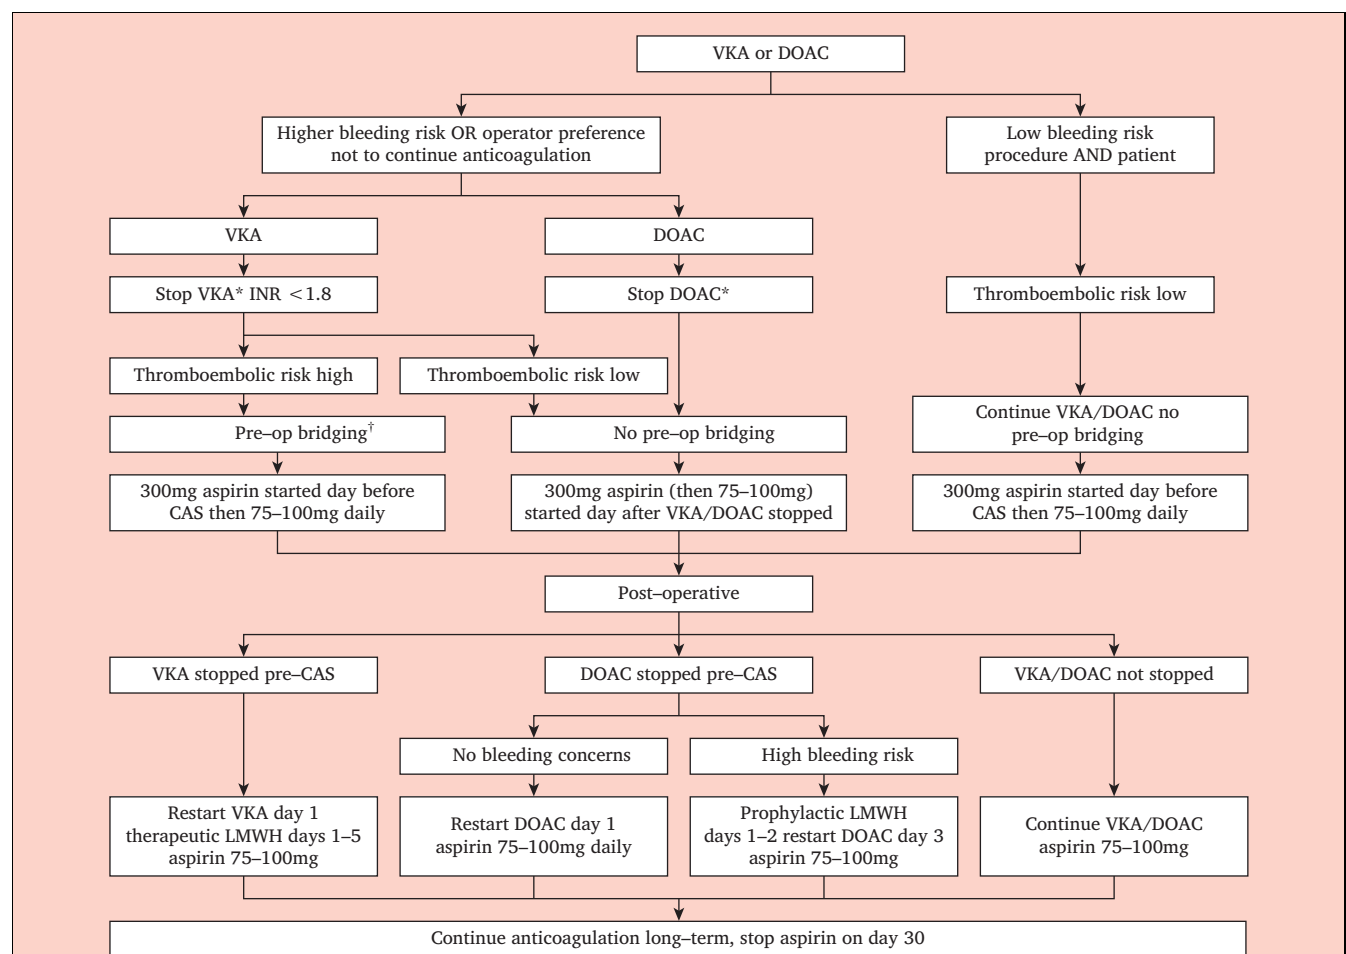 VKA or DOAC
Higher bleeding risk OR operator preference
not to continue anticoagulation
Low bleeding risk
procedure AND patient
VKA
DOAC
Stop VKA* INR <1.8
Stop DOAC*
Thromboembolic risk low
Thromboembolic risk high
Thromboembolic risk low
Pre–op bridging†
No pre–op bridging
Continue VKA/DOAC no
pre–op bridging
300mg aspirin started day before
CAS then 75–100mg daily
300mg aspirin (then 75–100mg)
started day after VKA/DOAC stopped
300mg aspirin started day before
CAS then 75–100mg daily
Post–operative
VKA stopped pre–CAS
DOAC stopped pre–CAS
VKA/DOAC not stopped
No bleeding concerns
High bleeding risk
Restart VKA day 1
therapeutic LMWH days 1–5
aspirin 75–100mg
Restart DOAC day 1
aspirin 75–100mg daily
Prophylactic LMWH
days 1–2 restart DOAC day 3
aspirin 75–100mg
Continue VKA/DOAC
aspirin 75–100mg
Continue anticoagulation long–term, stop aspirin on day 30